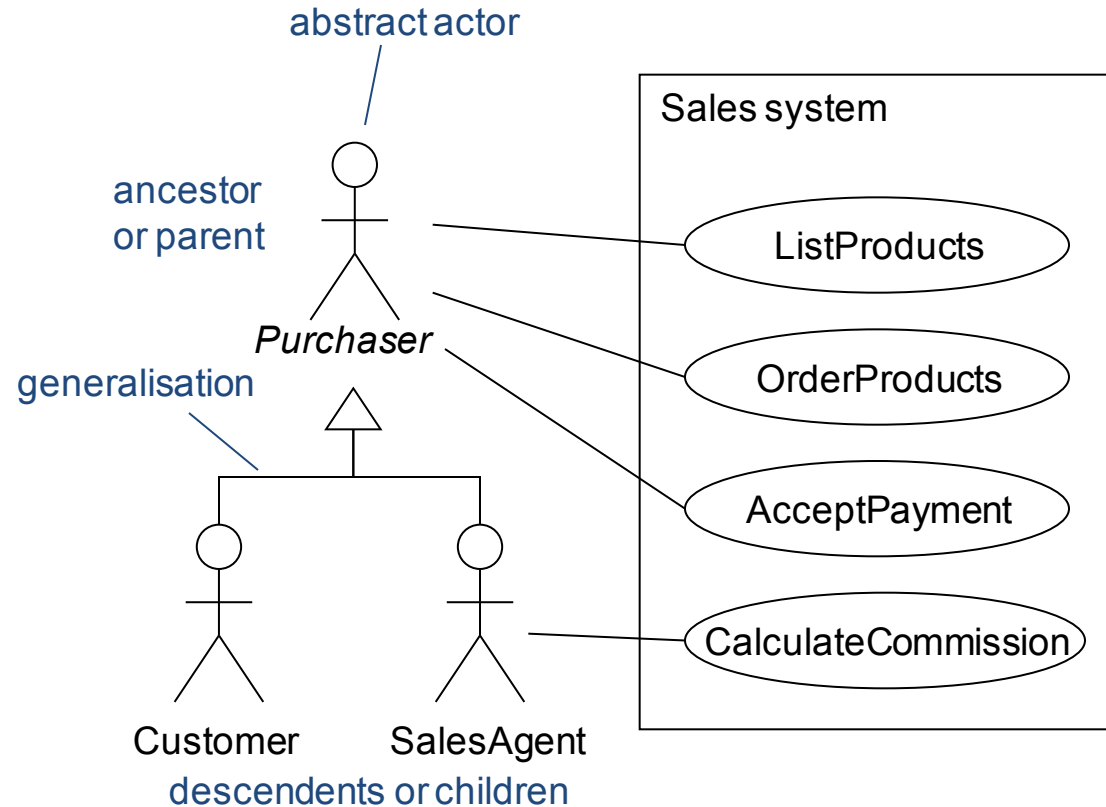 abstract actor
Sales system
ancestor
or parent
ListProducts
Purchaser
OrderProducts
generalisation
AcceptPayment
CalculateCommission
Customer
SalesAgent
descendents or children